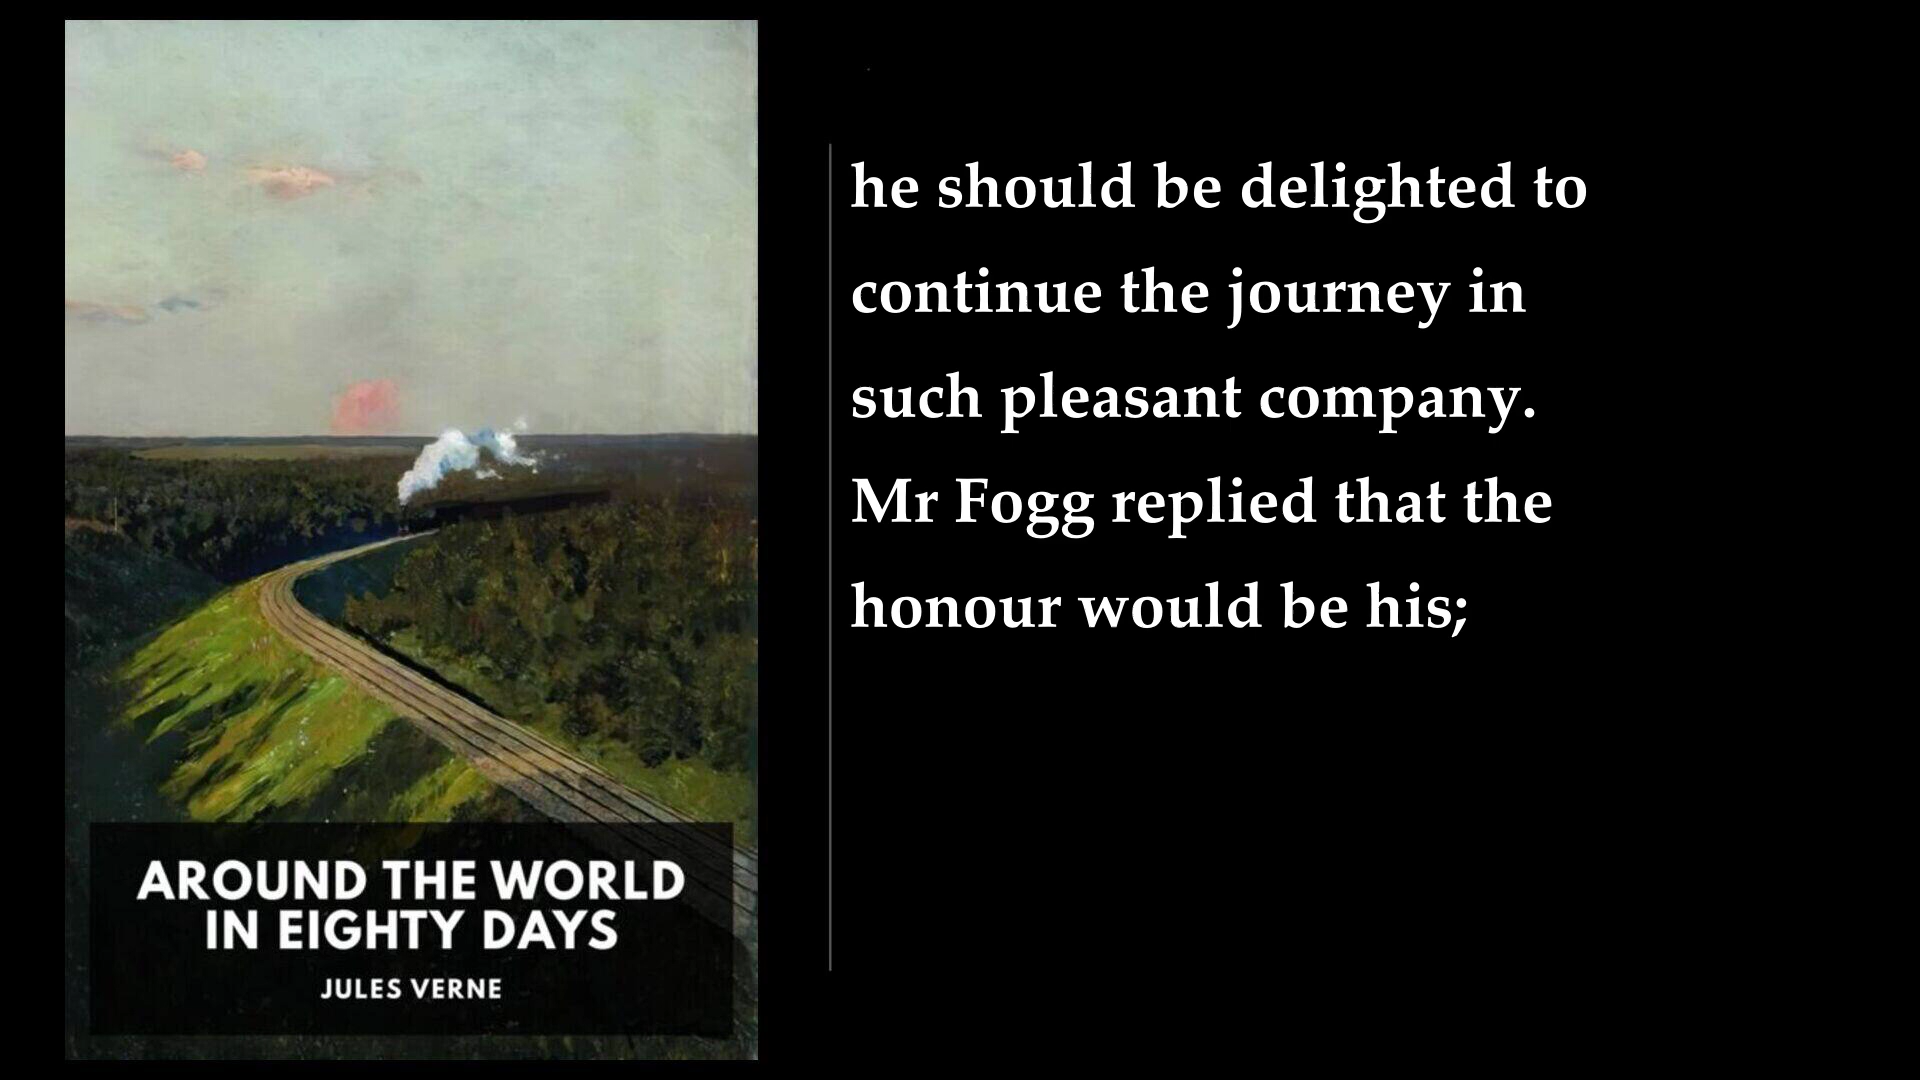 he should be delighted to
continue the journey in
such pleasant company.
Mr Fogg replied that the
honour would be his;
AROUND THE WORLD
IN EIGHTY DAYS
JULES VERNE